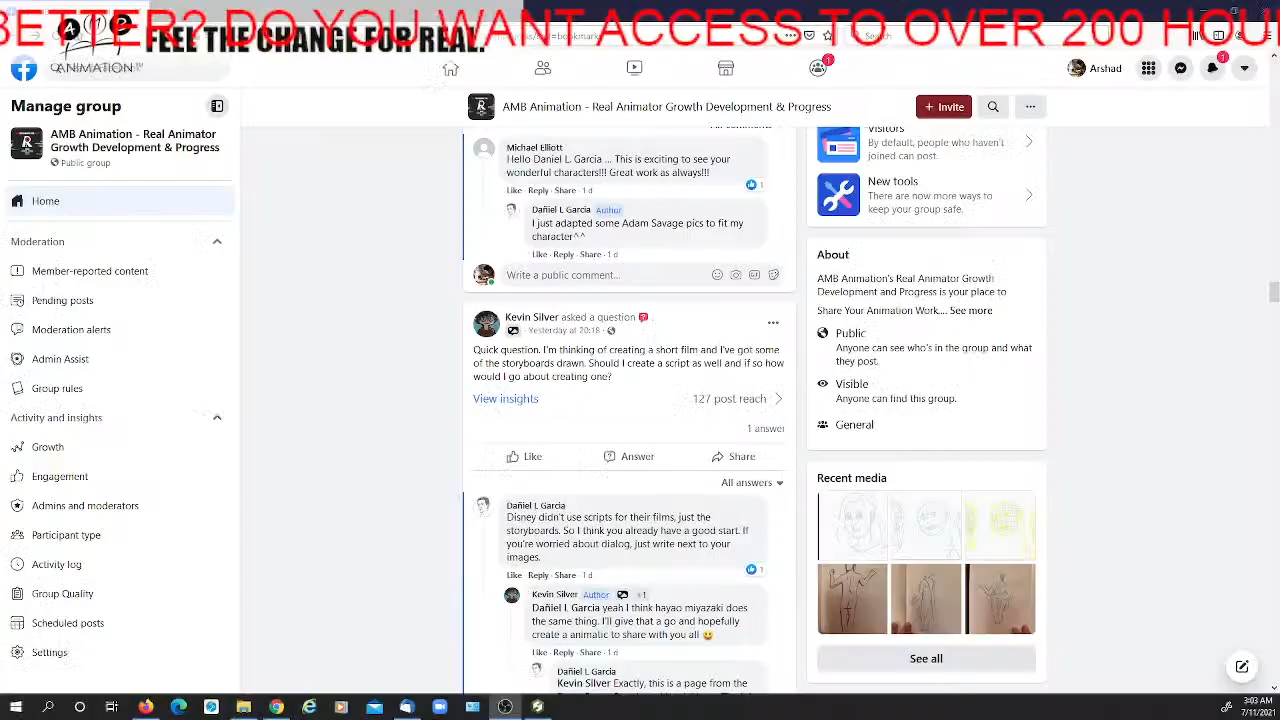 BETTER? DO YOU WANT ACCESS TO OVER 200 HOU
FEEL THE CHANGE FOR REAL.
ANIMATION
Search
1
1
Arshad
Manage group
AMB Animation - Real Animator
Growth Development & Progress
Public group
Home
Moderation
Member-reported content
Pending posts
Moderation alerts
Admin Assist
Group rules
Activity and insights
Growth
Engagement
Admins and moderators
Participant type
Activity log
Group Quality
Scheduled posts
Settings
AMB Animation - Real Animator Growth Development & Progress
+ Invite
Michael Elliott
Hello Daniel L. Garcia ... This is exciting to see your
wonderful characters!!! Great work as always!!!
1
Like · Reply · Share · 1 d
Dañiel L Garcia Author
I just adapted some Adam Savage pics to fit my
character^^
Like · Reply · Share · 1 d
Write a public comment...
Kevin Silver asked a question
Yesterday at 20:18
Quick question. I'm thinking of creating a short film and I've got some
of the storyboards drawn. Should I create a script as well and if so how
would I go about creating one?
View insights
127 post reach
1 answer
Like
Answer
Share
All answers
Dañiel L Garcia
Disney didn't use scripts for their films, just the
storyboards. So I think you already have a good start. If
you're worried about dialog, just write next to your
images.
1
Like · Reply · Share · 1 d
Kevin Silver Author +1
Dañiel L Garcia yeah I think hayao miyazaki does
the same thing. I'll give that a go and hopefully
create a animatic to share with you all
Like · Reply · Share · 1 d
Dañiel L Garcia
Kevin Silver Exactly, this is a page from the
Visitors
By default, people who haven't
joined can post.
New tools
There are now more ways to
keep your group safe.
About
AMB Animation's Real Animator Growth
Development and Progress is your place to
Share Your Animation Work.... See more
Public
Anyone can see who's in the group and what
they post.
Visible
Anyone can find this group.
General
Recent media
See all
3:03 AM
7/11/2021